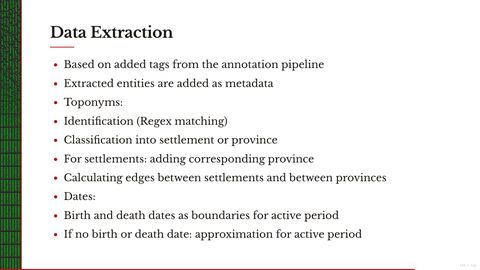 Data Extraction
• Based on added tags from the annotation pipeline
• Extracted entities are added as metadata
• Toponyms:
• Identification (Regex matching)
• Classification into settlement or province
• For settlements: adding corresponding province
• Calculating edges between settlements and between provinces
• Dates:
• Birth and death dates as boundaries for active period
• If no birth or death date: approximation for active period